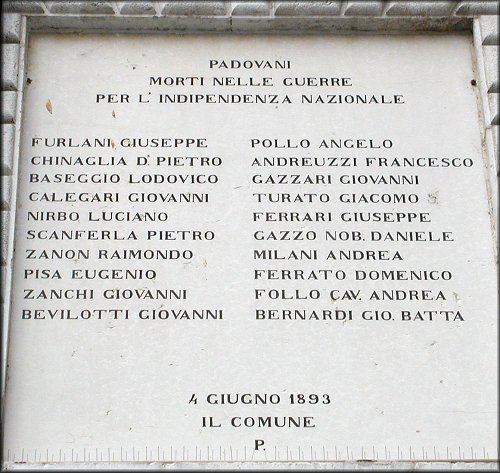 PADOVANI
MORTI NELLE GUERRE
PER L' INDIPENDENZA NAZIONALE
FURLANI GIUSEPPE
CHINAGLIA D. PIETRO
BASEGGIO LODOVICO
CALEGARI GIOVANNI
NIRBO LUCIANO
SCANFERLA PIETRO
ZANON RAIMONDO
PISA EUGENIO
ZANCHI GIOVANNI
BEVILOTTI GIOVANNI
POLLO ANGELO
ANDREUZZI FRANCESCO
GAZZARI GIOVANNI
TURATO GIACOMO
FERRARI GIUSEPPE
GAZZO NOB. DANIELE
MILANI ANDREA
FERRATO DOMENICO
FOLLO CAV. ANDREA
BERNARDI GIO. BATTA
4 GIUGNO 1893
IL COMUNE
P.